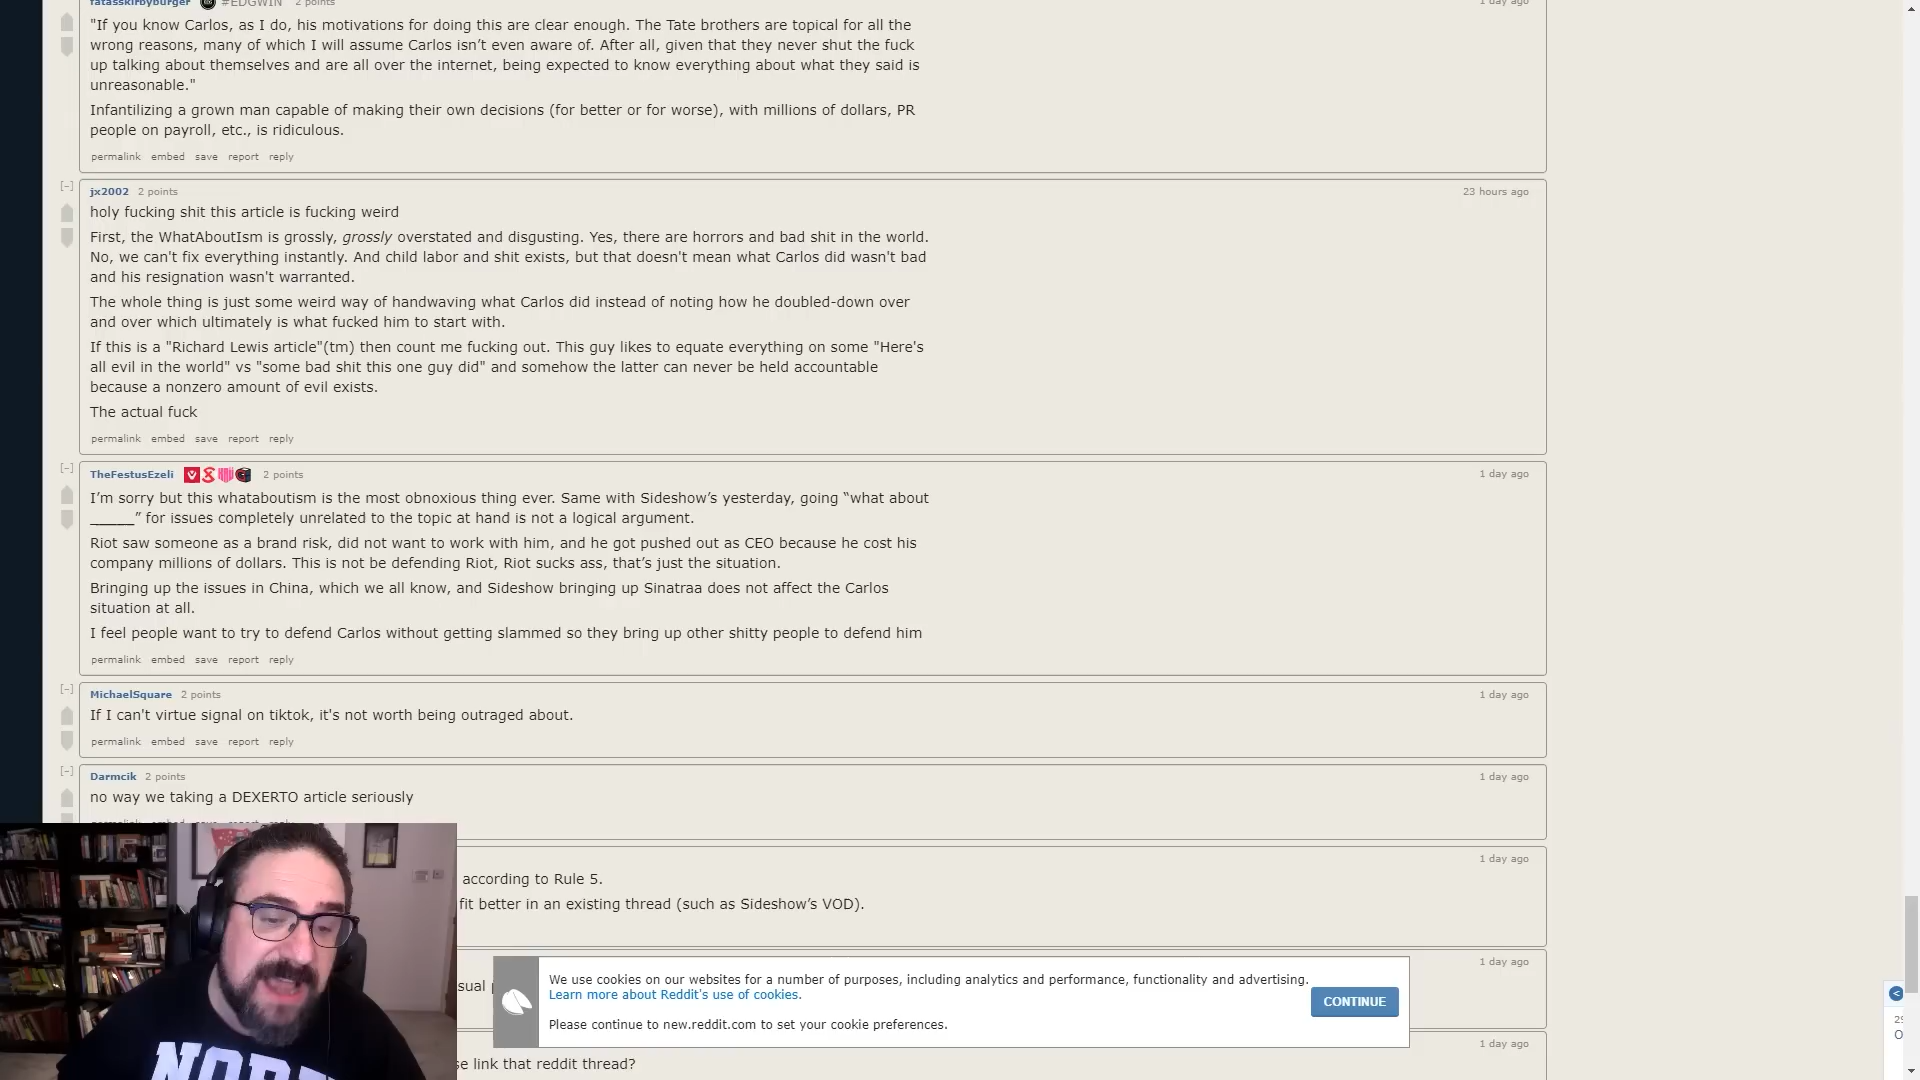 fatasskirbyburger #EDGWIN 2 points 1 day ago
"If you know Carlos, as I do, his motivations for doing this are clear enough. The Tate brothers are topical for all the
wrong reasons, many of which I will assume Carlos isn’t even aware of. After all, given that they never shut the fuck
up talking about themselves and are all over the internet, being expected to know everything about what they said is
unreasonable."
Infantilizing a grown man capable of making their own decisions (for better or for worse), with millions of dollars, PR
people on payroll, etc., is ridiculous.
permalink embed save report reply
[-] jx2002 2 points 23 hours ago
holy fucking shit this article is fucking weird
First, the WhatAboutIsm is grossly, grossly overstated and disgusting. Yes, there are horrors and bad shit in the world.
No, we can't fix everything instantly. And child labor and shit exists, but that doesn't mean what Carlos did wasn't bad
and his resignation wasn't warranted.
The whole thing is just some weird way of handwaving what Carlos did instead of noting how he doubled-down over
and over which ultimately is what fucked him to start with.
If this is a "Richard Lewis article"(tm) then count me fucking out. This guy likes to equate everything on some "Here's
all evil in the world" vs "some bad shit this one guy did" and somehow the latter can never be held accountable
because a nonzero amount of evil exists.
The actual fuck
permalink embed save report reply
[-] TheFestusEzeli 2 points 1 day ago
I’m sorry but this whataboutism is the most obnoxious thing ever. Same with Sideshow’s yesterday, going “what about
_____” for issues completely unrelated to the topic at hand is not a logical argument.
Riot saw someone as a brand risk, did not want to work with him, and he got pushed out as CEO because he cost his
company millions of dollars. This is not be defending Riot, Riot sucks ass, that’s just the situation.
Bringing up the issues in China, which we all know, and Sideshow bringing up Sinatraa does not affect the Carlos
situation at all.
I feel people want to try to defend Carlos without getting slammed so they bring up other shitty people to defend him
permalink embed save report reply
[-] MichaelSquare 2 points 1 day ago
If I can't virtue signal on tiktok, it's not worth being outraged about.
permalink embed save report reply
[-] Darmcik 2 points 1 day ago
no way we taking a DEXERTO article seriously
permalink embed save report reply
1 day ago
according to Rule 5.
fit better in an existing thread (such as Sideshow’s VOD).
1 day ago
We use cookies on our websites for a number of purposes, including analytics and performance, functionality and advertising.
Learn more about Reddit's use of cookies.
CONTINUE
Please continue to new.reddit.com to set your cookie preferences.
1 day ago
link that reddit thread?